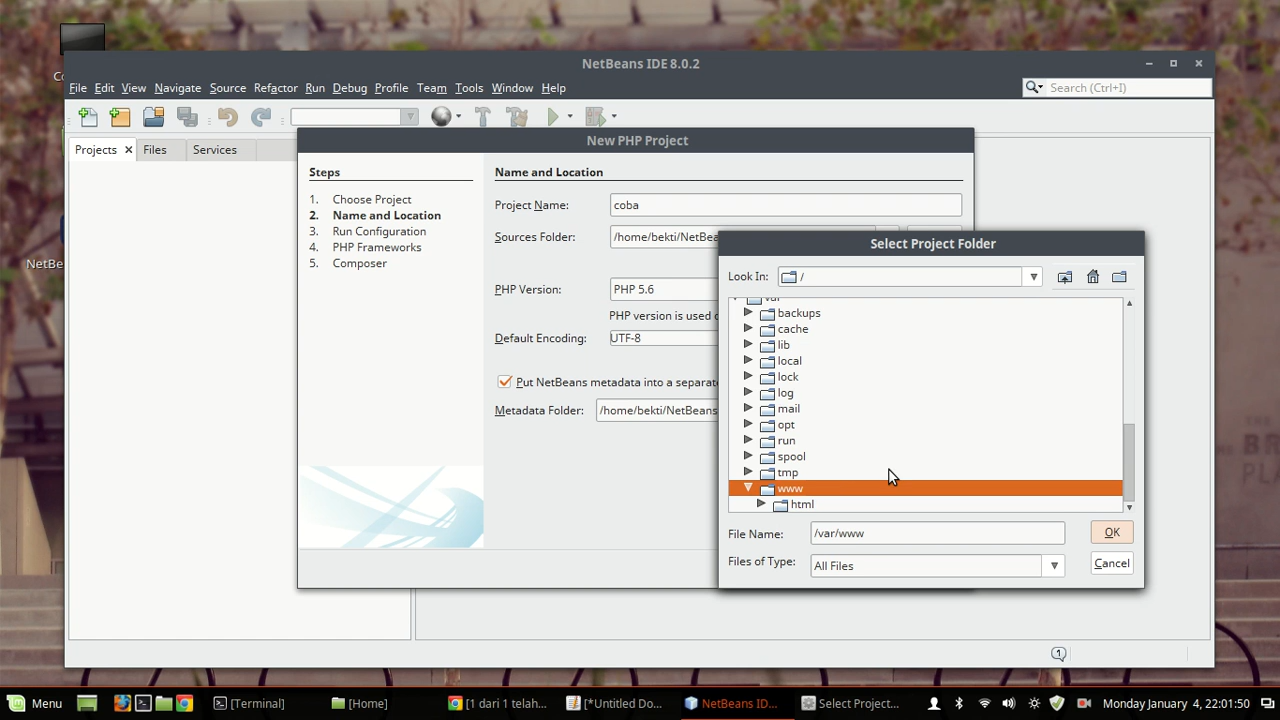 NetBeans IDE 8.0.2
File Edit View Navigate Source Refactor Run Debug Profile Team Tools Window Help
Search (Ctrl+I)
Projects Files Services
New PHP Project
Steps
1. Choose Project
2. Name and Location
3. Run Configuration
4. PHP Frameworks
5. Composer
Name and Location
Project Name: coba
Sources Folder: /home/bekti/NetBea
PHP Version: PHP 5.6
PHP version is used
Default Encoding: UTF-8
Put NetBeans metadata into a separat
Metadata Folder: /home/bekti/NetBeans
Select Project Folder
Look In: /
var
backups
cache
lib
local
lock
log
mail
opt
run
spool
tmp
www
html
File Name: /var/www
OK
Files of Type: All Files
Cancel
NetBe
1
Menu [Terminal] [Home] [1 dari 1 telah... [*Untitled Do... NetBeans ID... Select Project... Monday January 4, 22:01:50